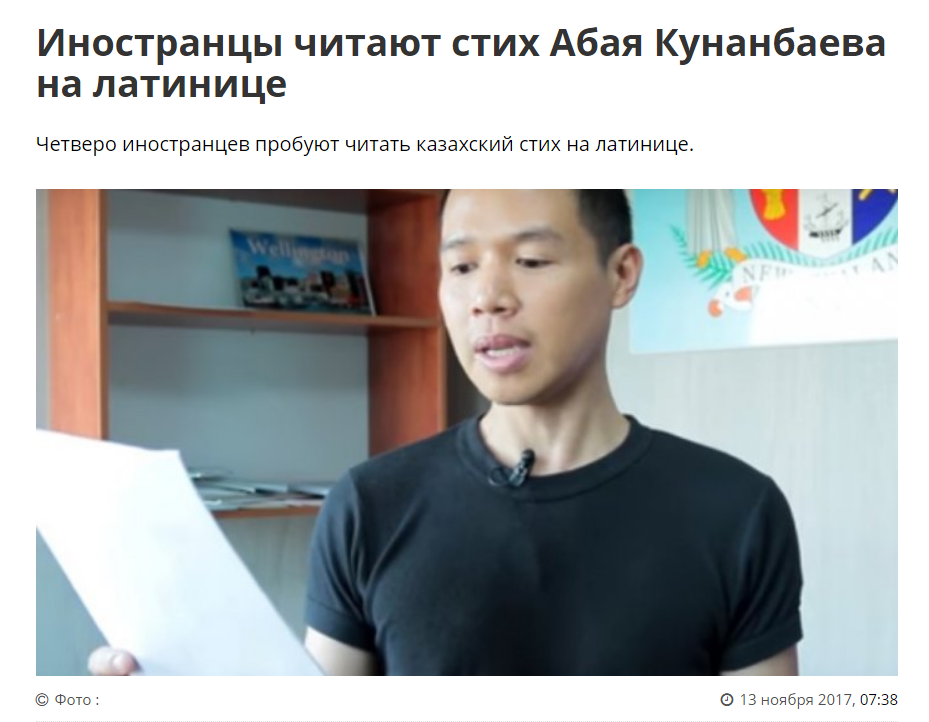 Иностранцы читают стих Абая Кунанбаева
на латинице
Четверо иностранцев пробуют читать казахский стих на латинице.
Wellington
© Фото :
13 ноября 2017, 07:38